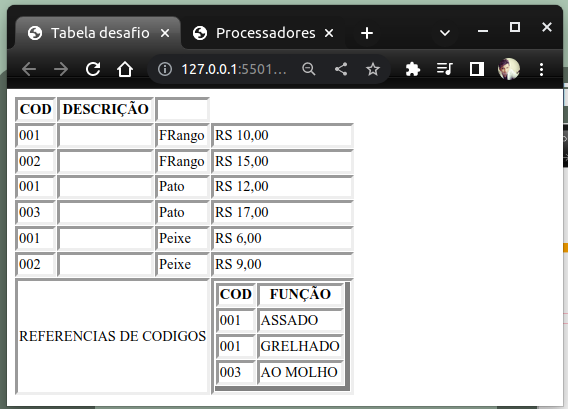 Tabela desafio
Processadores
127.0.0.1:5501...
COD DESCRIÇÃO
001 FRango RS 10,00
002 FRango RS 15,00
001 Pato RS 12,00
003 Pato RS 17,00
001 Peixe RS 6,00
002 Peixe RS 9,00
REFERENCIAS DE CODIGOS
COD FUNÇÃO
001 ASSADO
001 GRELHADO
003 AO MOLHO